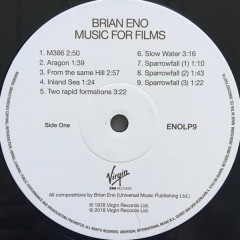 BRIAN ENO
MUSIC FOR FILMS
1. M386 2:50
2. Aragon 1:39
3. From the same Hill 2:57
4. Inland Sea 1:24
5. Two rapid formations 3:22
6. Slow Water 3:16
7. Sparrowfall (1) 1:10
8. Sparrowfall (2) 1:43
9. Sparrowfall (3) 1:22
Side One
ENOLP9
Virgin
EMI RECORDS
All compositions by Brian Eno (Universal Music Publishing Ltd.)
℗ 1978 Virgin Records Ltd.
© 2018 Virgin Records Ltd.